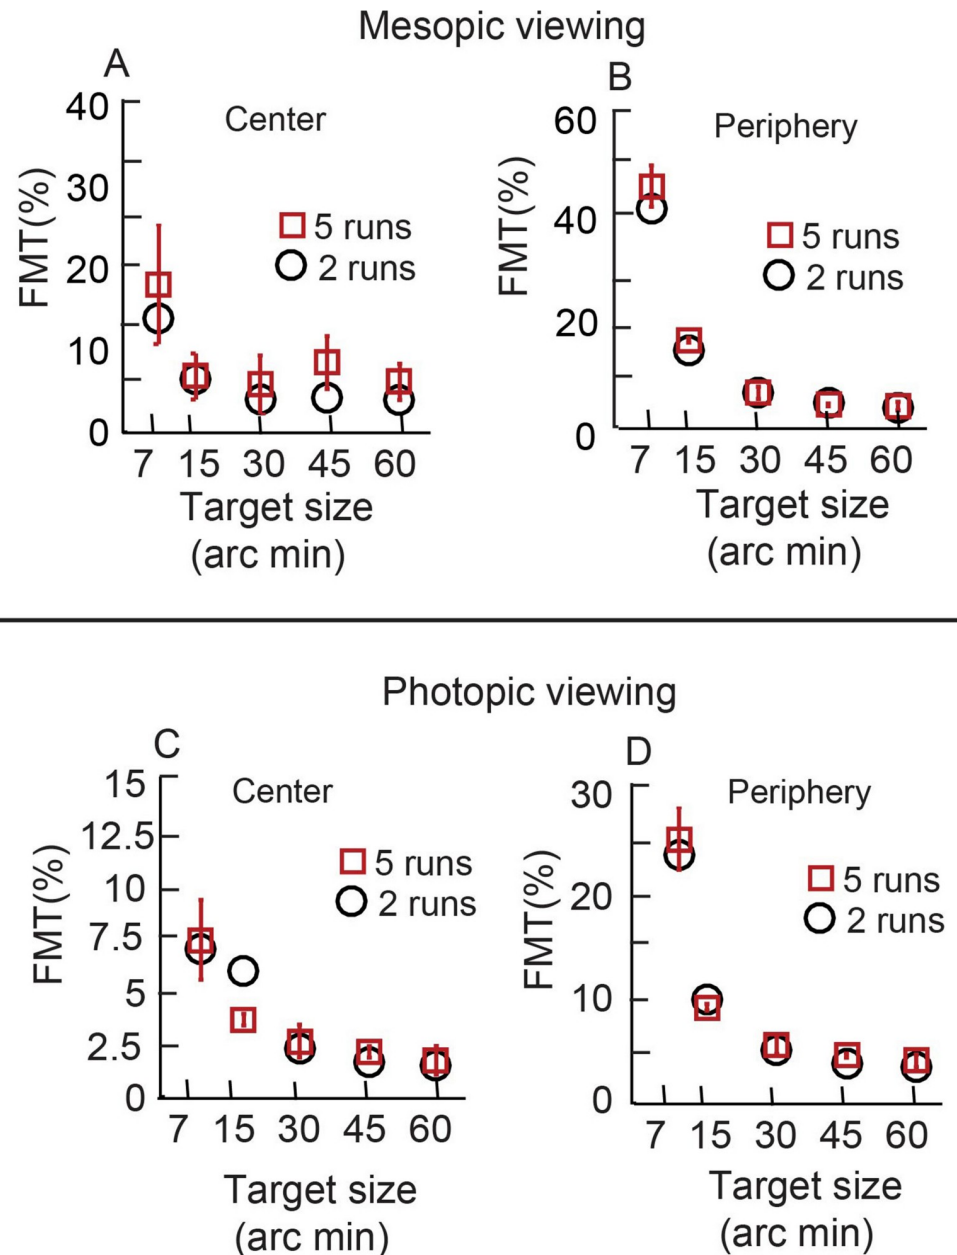 Mesopic viewing
A
Center
40
30
20
10
0
FMT(%)
5 runs
2 runs
7 15 30 45 60
Target size
(arc min)
B
Periphery
60
40
20
0
FMT(%)
5 runs
2 runs
7 15 30 45 60
Target size
(arc min)
Photopic viewing
C
Center
15
12.5
10
7.5
5
2.5
0
FMT(%)
5 runs
2 runs
7 15 30 45 60
Target size
(arc min)
D
Periphery
30
20
10
0
FMT(%)
5 runs
2 runs
7 15 30 45 60
Target size
(arc min)